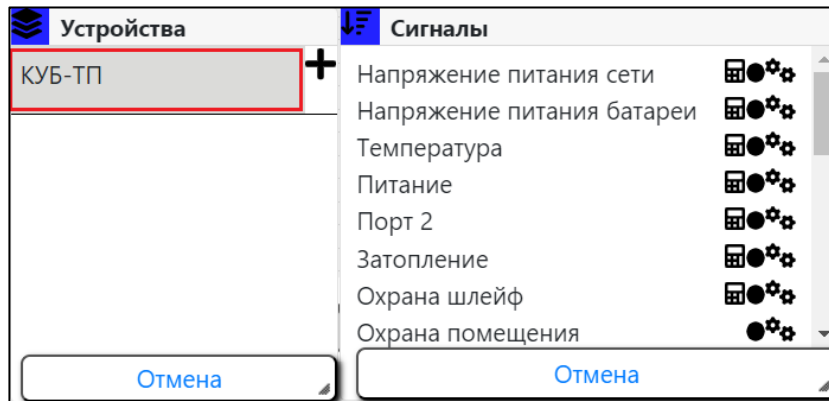 Устройства
КУБ-ТП
Отмена
Сигналы
Напряжение питания сети
Напряжение питания батареи
Температура
Питание
Порт 2
Затопление
Охрана шлейф
Охрана помещения
Отмена